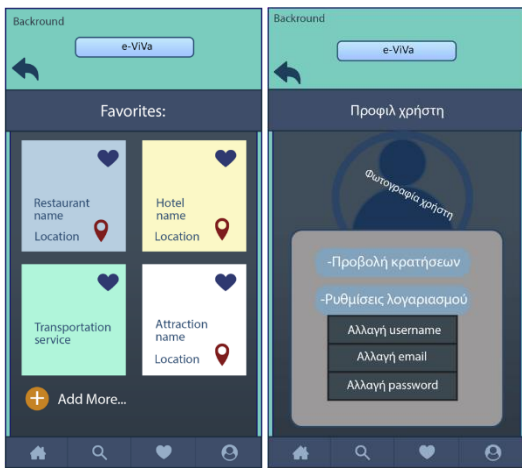 Backround
e-ViVa
Favorites:
Restaurant
name
Location
Hotel
name
Location
Transportation
service
Attraction
name
Location
Add More...
Backround
e-ViVa
Προφιλ χρήστη
Φωτογραφία χρήστη
-Προβολή κρατήσεων
-Ρυθμίσεις λογαριασμού
Αλλαγή username
Αλλαγή email
Αλλαγή password